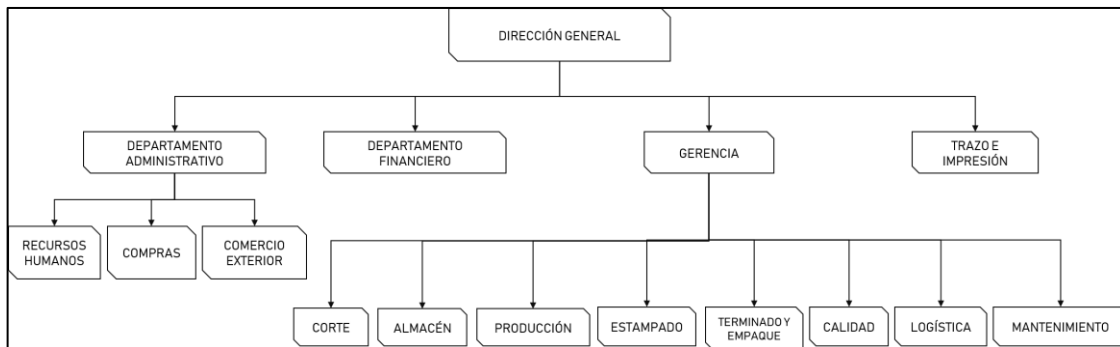 DIRECCIÓN GENERAL
DEPARTAMENTO
ADMINISTRATIVO
DEPARTAMENTO
FINANCIERO
GERENCIA
TRAZO E
IMPRESIÓN
RECURSOS
HUMANOS
COMPRAS
COMERCIO
EXTERIOR
CORTE
ALMACÉN
PRODUCCIÓN
ESTAMPADO
TERMINADO Y
EMPAQUE
CALIDAD
LOGÍSTICA
MANTENIMIENTO